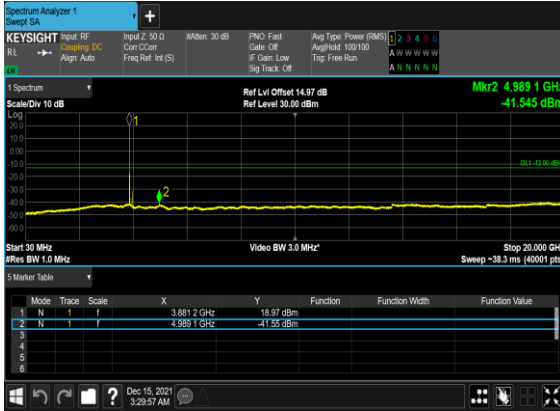 Spectrum Analyzer 1
Swept SA
+
KEYSIGHT Input: RF Input Z: 50 Ω #Atten: 30 dB PNO: Fast Avg Type: Power (RMS) 1 2 3 4 5 6
RL Coupling: DC Corr CCorr Gate: Off Avg|Hold: 100/100 A W W W W W
Align: Auto Freq Ref: Int (S) IF Gain: Low Trig: Free Run
Sig Track: Off A N N N N N
1 Spectrum Ref Lvl Offset 14.97 dB Mkr2 4.989 1 GHz
Scale/Div 10 dB Ref Level 30.00 dBm -41.545 dBm
Log
20.0 1
10.0
0.00
-10.0 DL1 -13.00 dBm
-20.0
-30.0 2
-40.0
-50.0
-60.0
Start 30 MHz Video BW 3.0 MHz* Stop 20.000 GHz
#Res BW 1.0 MHz Sweep ~38.3 ms (40001 pts)
5 Marker Table
Mode Trace Scale X Y Function Function Width Function Value
1 N 1 f 3.881 2 GHz 18.97 dBm
2 N 1 f 4.989 1 GHz -41.55 dBm
3
4
5
6
? Dec 15, 2021
3:29:57 AM